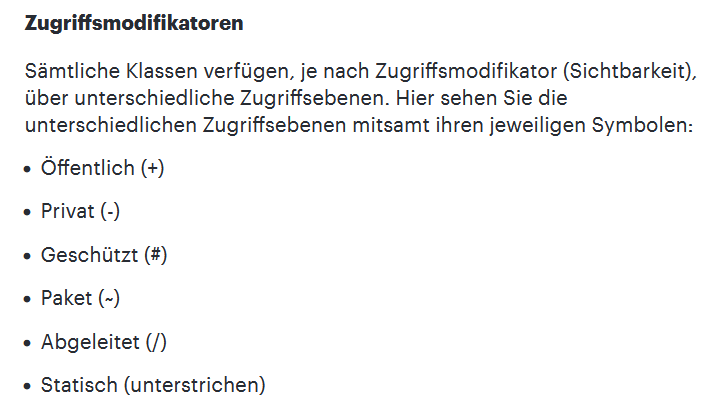 Zugriffsmodifikatoren
Sämtliche Klassen verfügen, je nach Zugriffsmodifikator (Sichtbarkeit),
über unterschiedliche Zugriffsebenen. Hier sehen Sie die
unterschiedlichen Zugriffsebenen mitsamt ihren jeweiligen Symbolen:
• Öffentlich (+)
• Privat (-)
• Geschützt (#)
• Paket (~)
• Abgeleitet (/)
• Statisch (unterstrichen)